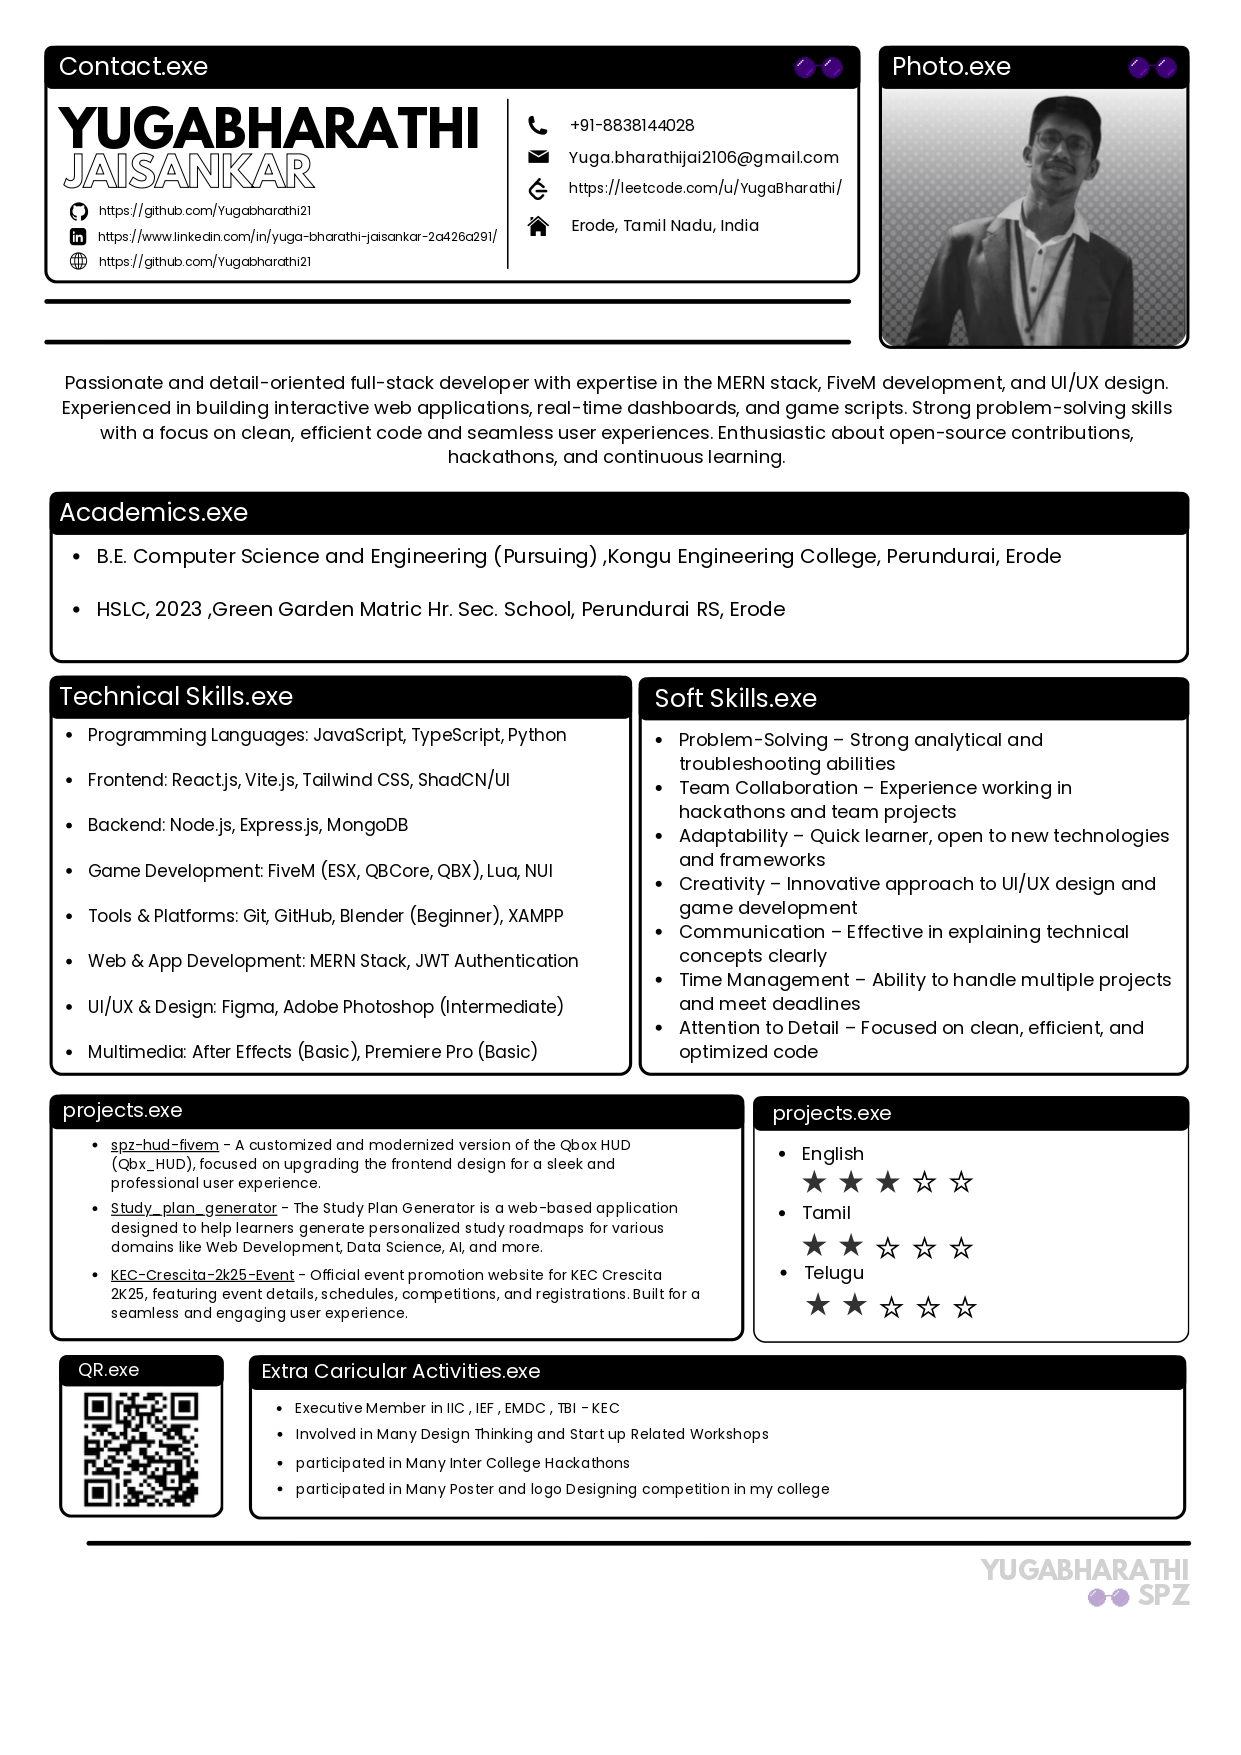 Contact.exe
YUGABHARATHI
JAISANKAR
https://github.com/Yugabharathi21
https://www.linkedin.com/in/yuga-bharathi-jaisankar-2a426a291/
https://github.com/Yugabharathi21
+91-8838144028
Yuga.bharathijai2106@gmail.com
https://leetcode.com/u/YugaBharathi/
Erode, Tamil Nadu, India
Photo.exe
Passionate and detail-oriented full-stack developer with expertise in the MERN stack, FiveM development, and UI/UX design.
Experienced in building interactive web applications, real-time dashboards, and game scripts. Strong problem-solving skills
with a focus on clean, efficient code and seamless user experiences. Enthusiastic about open-source contributions,
hackathons, and continuous learning.
Academics.exe
• B.E. Computer Science and Engineering (Pursuing) ,Kongu Engineering College, Perundurai, Erode
• HSLC, 2023 ,Green Garden Matric Hr. Sec. School, Perundurai RS, Erode
Technical Skills.exe
• Programming Languages: JavaScript, TypeScript, Python
• Frontend: React.js, Vite.js, Tailwind CSS, ShadCN/UI
• Backend: Node.js, Express.js, MongoDB
• Game Development: FiveM (ESX, QBCore, QBX), Lua, NUI
• Tools & Platforms: Git, GitHub, Blender (Beginner), XAMPP
• Web & App Development: MERN Stack, JWT Authentication
• UI/UX & Design: Figma, Adobe Photoshop (Intermediate)
• Multimedia: After Effects (Basic), Premiere Pro (Basic)
Soft Skills.exe
• Problem-Solving – Strong analytical and
troubleshooting abilities
• Team Collaboration – Experience working in
hackathons and team projects
• Adaptability – Quick learner, open to new technologies
and frameworks
• Creativity – Innovative approach to UI/UX design and
game development
• Communication – Effective in explaining technical
concepts clearly
• Time Management – Ability to handle multiple projects
and meet deadlines
• Attention to Detail – Focused on clean, efficient, and
optimized code
projects.exe
• spz-hud-fivem - A customized and modernized version of the Qbox HUD
(Qbx_HUD), focused on upgrading the frontend design for a sleek and
professional user experience.
• Study_plan_generator - The Study Plan Generator is a web-based application
designed to help learners generate personalized study roadmaps for various
domains like Web Development, Data Science, AI, and more.
• KEC-Crescita-2k25-Event - Official event promotion website for KEC Crescita
2K25, featuring event details, schedules, competitions, and registrations. Built for a
seamless and engaging user experience.
projects.exe
• English
★ ★ ★ ☆ ☆
• Tamil
★ ★ ☆ ☆ ☆
• Telugu
★ ★ ☆ ☆ ☆
QR.exe
Extra Caricular Activities.exe
• Executive Member in IIC , IEF , EMDC , TBI - KEC
• Involved in Many Design Thinking and Start up Related Workshops
• participated in Many Inter College Hackathons
• participated in Many Poster and logo Designing competition in my college
YUGABHARATHI
SPZ